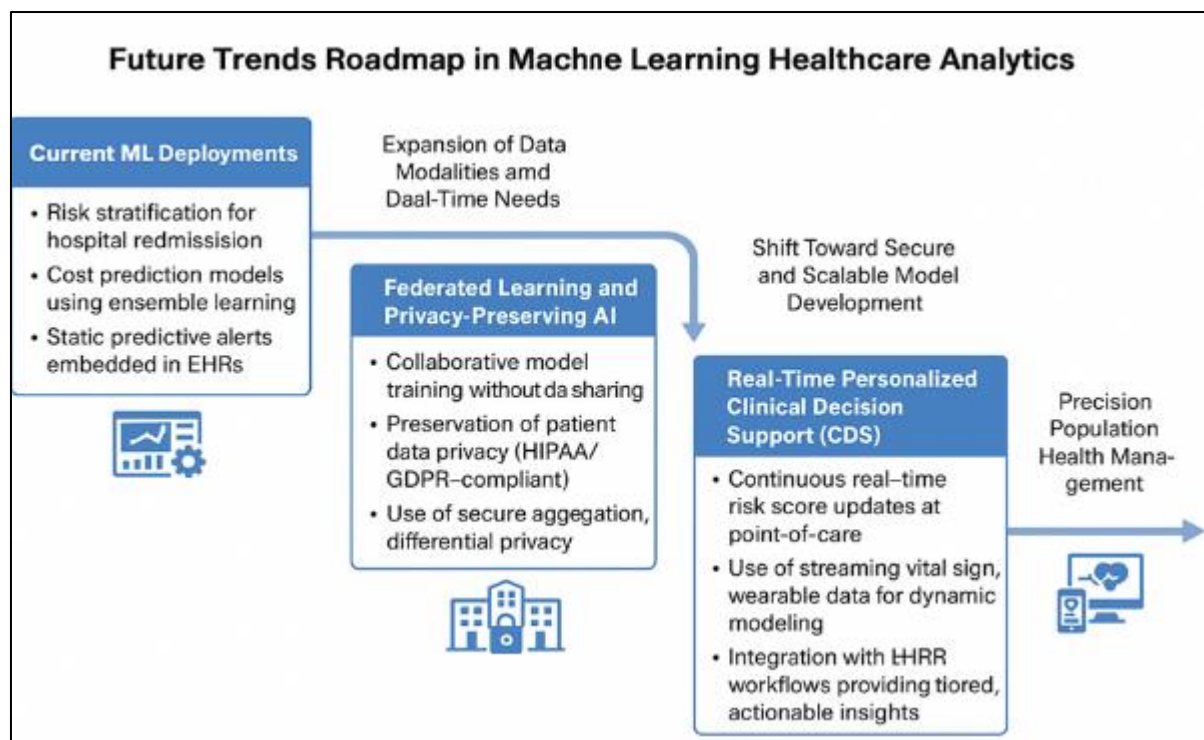 Future Trends Roadmap in Machne Learning Healthcare Analytics
Current ML Deployments
• Risk stratification for
hospital redmissision
• Cost prediction models
using ensemble learning
• Static predictive alerts
embedded in EHRs
Expansion of Data
Modalities amd
Daal-Time Needs
Federated Learning and
Privacy-Preserving AI
• Collaborative model
training without da sharing
• Preservation of patient
data privacy (HIPAA/
GDPR–compliant)
• Use of secure aggegation,
differential privacy
Shift Toward Secure
and Scalable Model
Development
Real-Time Personalized
Clinical Decision
Support (CDS)
• Continuous real–time
risk score updates at
point-of-care
• Use of streaming vital sign,
wearable data for dynamic
modeling
• Integration with
workflows providing tiored,
actionable insights
Precision
Population
Health Mana-
gement